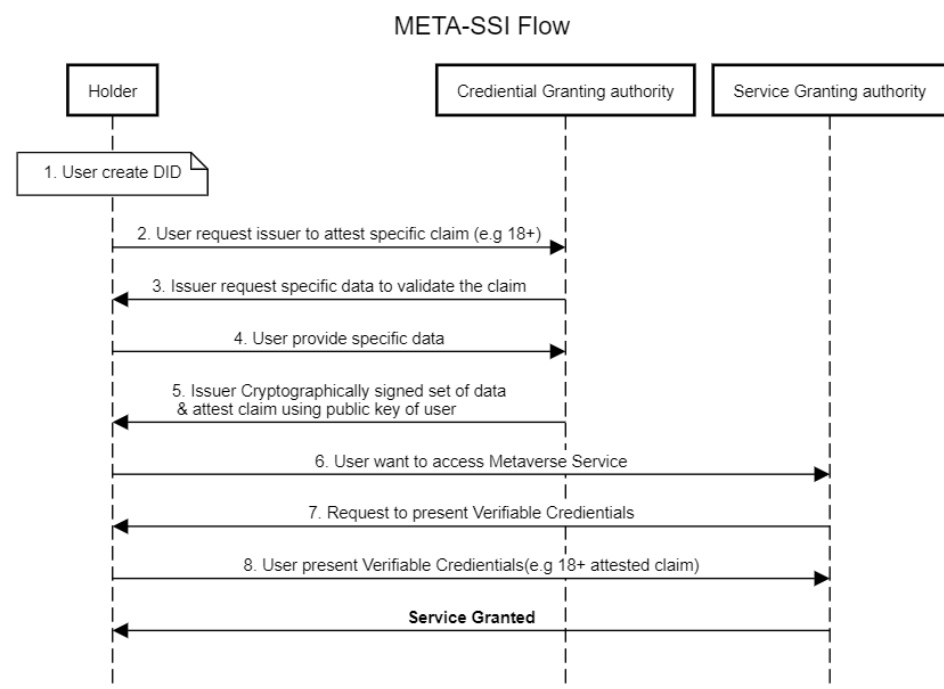 META-SSI Flow
Holder
Crediential Granting authority
Service Granting authority
1. User create DID
2. User request issuer to attest specific claim (e.g 18+)
3. Issuer request specific data to validate the claim
4. User provide specific data
5. Issuer Cryptographically signed set of data
& attest claim using public key of user
6. User want to access Metaverse Service
7. Request to present Verifiable Credentials
8. User present Verifiable Credentials(e.g 18+ attested claim)
Service Granted